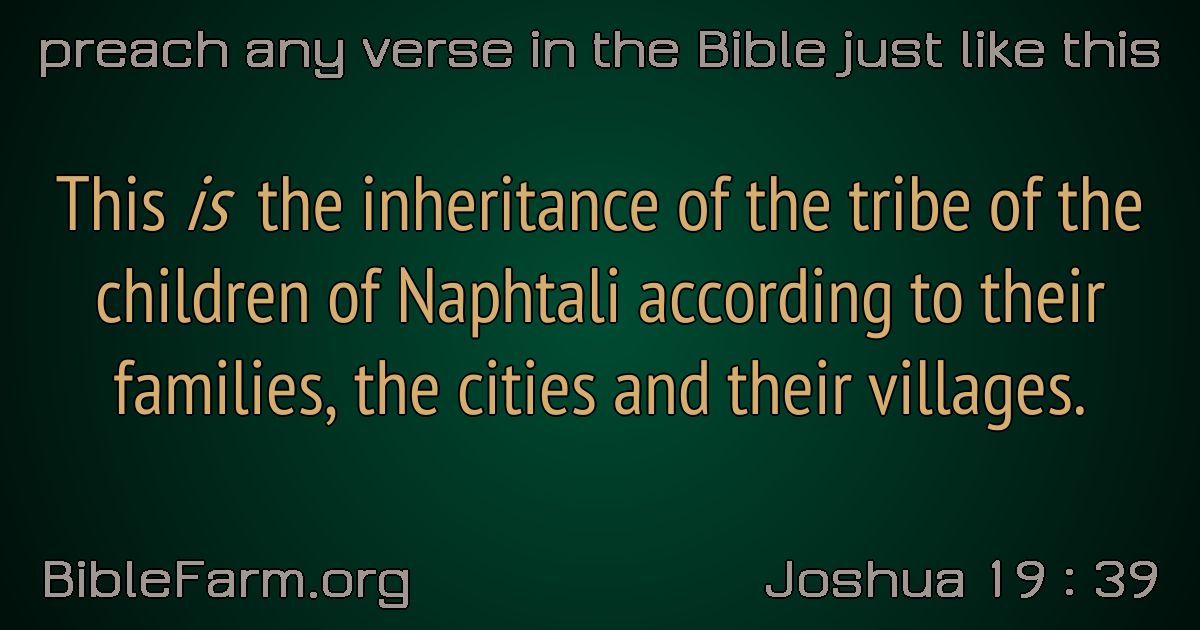 preach any verse in the Bible just like this
This is the inheritance of the tribe of the
children of Naphtali according to their
families, the cities and their villages.
BibleFarm.org
Joshua 19 : 39